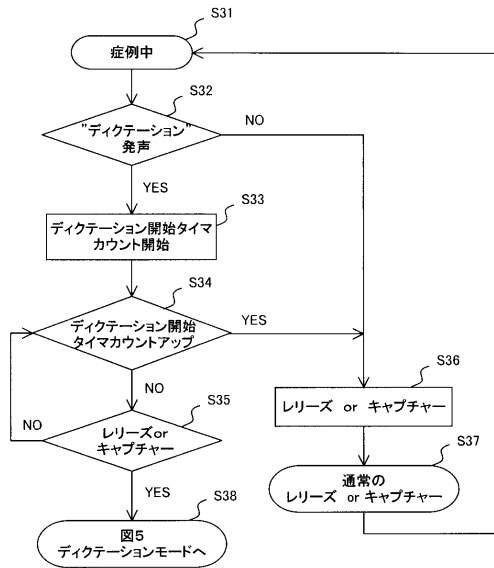 S31
症例中
S32
"ディクテーション"
発声
NO
YES
S33
ディクテーション開始タイマ
カウント開始
S34
ディクテーション開始
タイマカウントアップ
YES
NO
S35
レリーズor
キャプチャー
NO
YES
S36
レリーズ or キャプチャー
S37
通常の
レリーズ or キャプチャー
S38
図5
ディクテーションモードへ